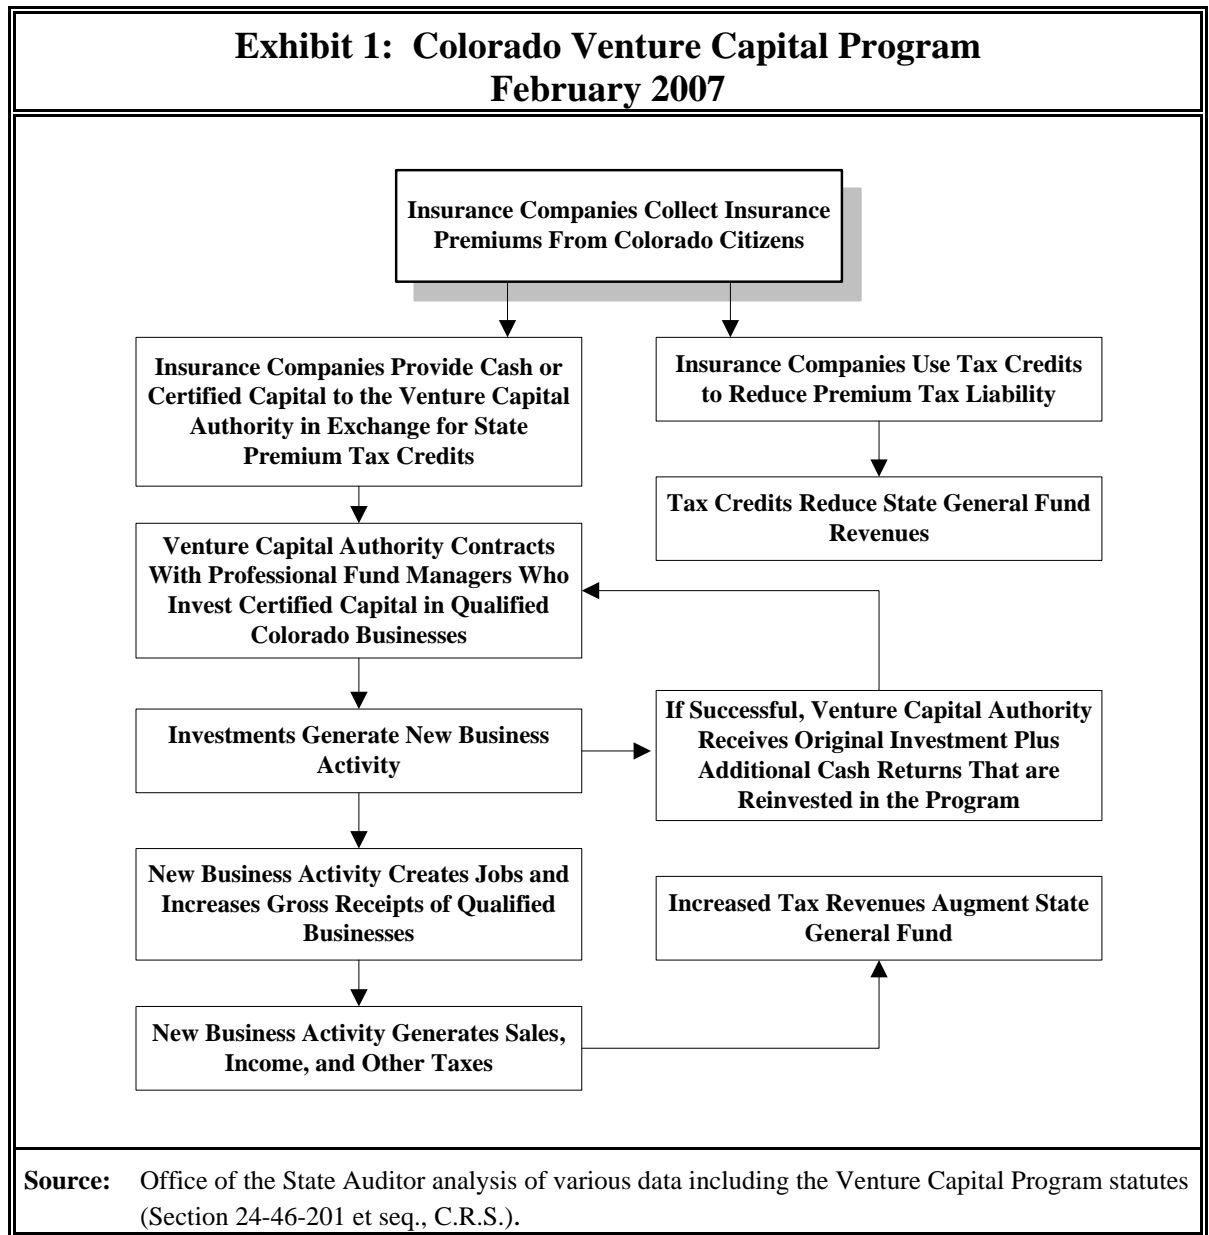 Exhibit 1: Colorado Venture Capital Program
February 2007
Insurance Companies Collect Insurance
Premiums From Colorado Citizens
Insurance Companies Provide Cash or
Certified Capital to the Venture Capital
Authority in Exchange for State
Premium Tax Credits
Insurance Companies Use Tax Credits
to Reduce Premium Tax Liability
Tax Credits Reduce State General Fund
Revenues
Venture Capital Authority Contracts
With Professional Fund Managers Who
Invest Certified Capital in Qualified
Colorado Businesses
Investments Generate New Business
Activity
If Successful, Venture Capital Authority
Receives Original Investment Plus
Additional Cash Returns That are
Reinvested in the Program
New Business Activity Creates Jobs and
Increases Gross Receipts of Qualified
Businesses
Increased Tax Revenues Augment State
General Fund
New Business Activity Generates Sales,
Income, and Other Taxes
Source: Office of the State Auditor analysis of various data including the Venture Capital Program statutes
(Section 24-46-201 et seq., C.R.S.).